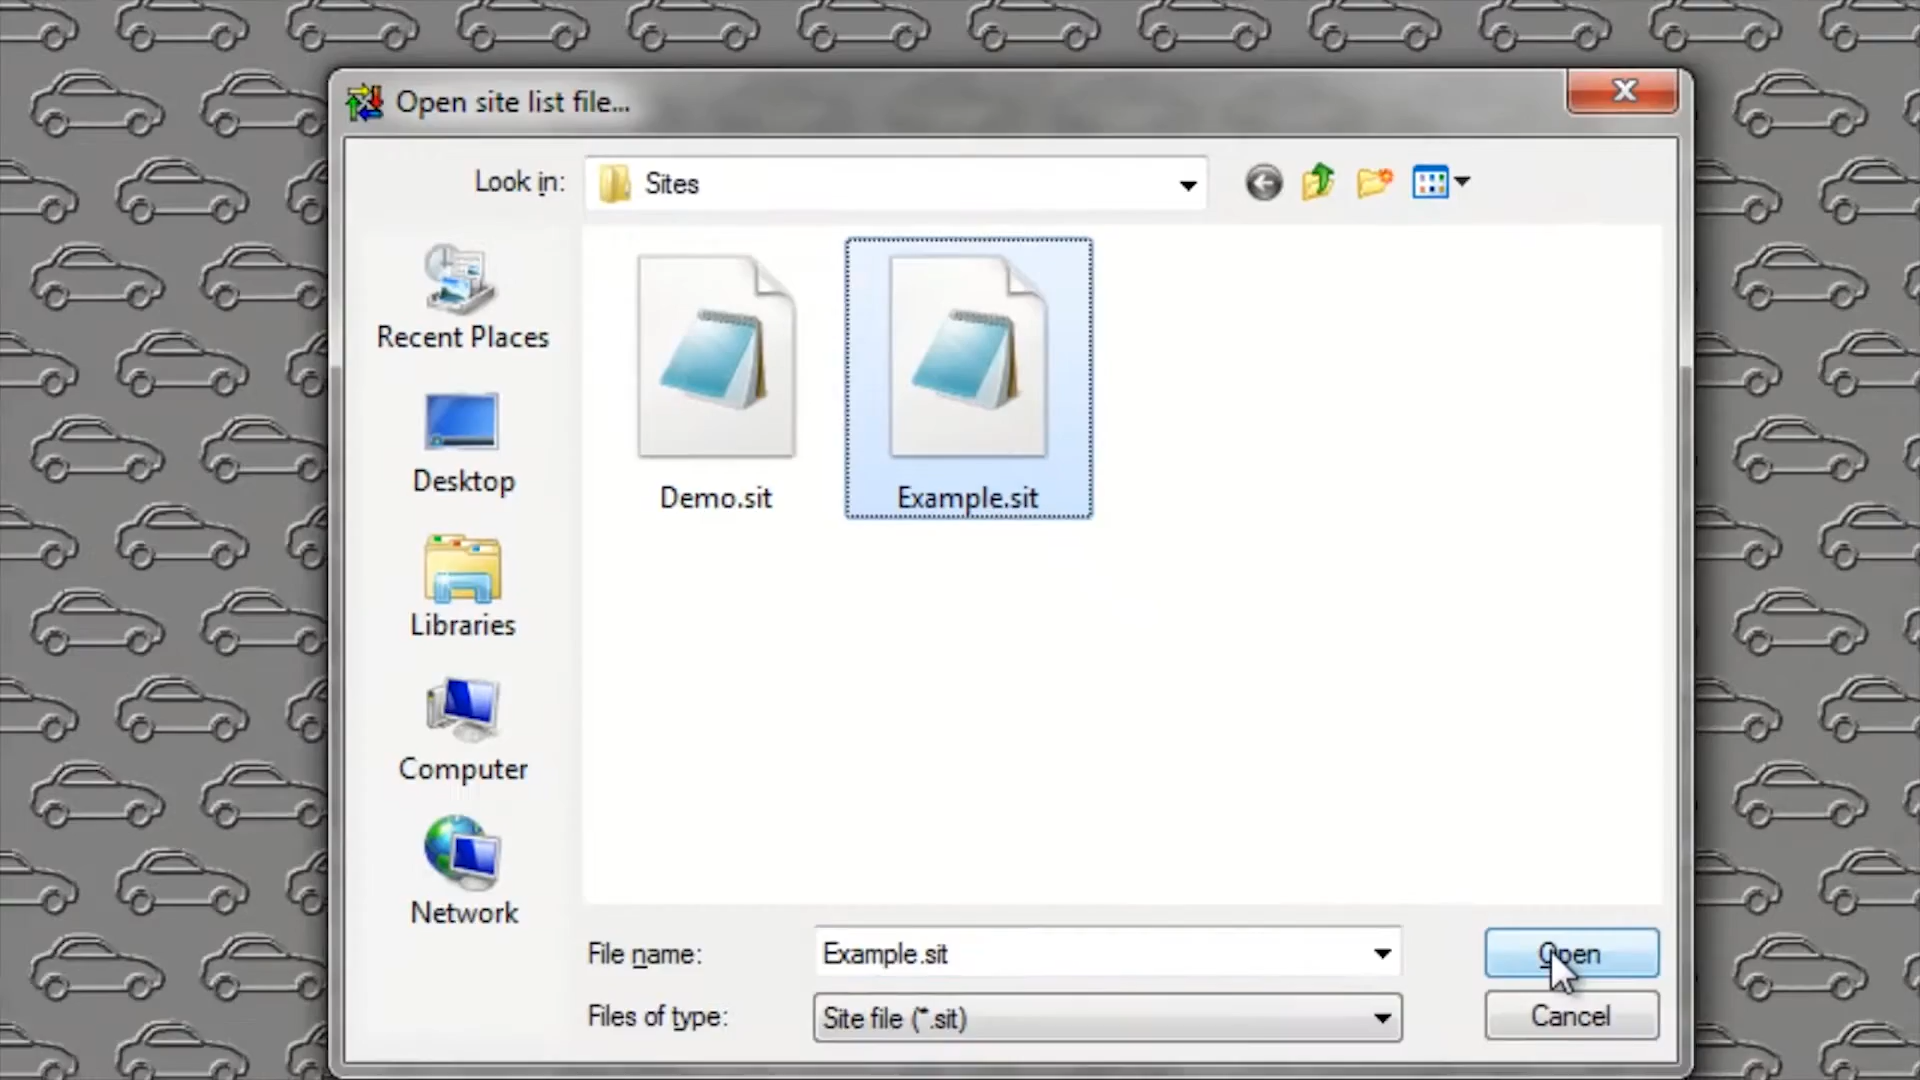 Open site list file...
x
Look in: Sites
Recent Places
Desktop
Libraries
Computer
Network
Demo.sit
Example.sit
File name: Example.sit Open
Files of type: Site file (*.sit) Cancel